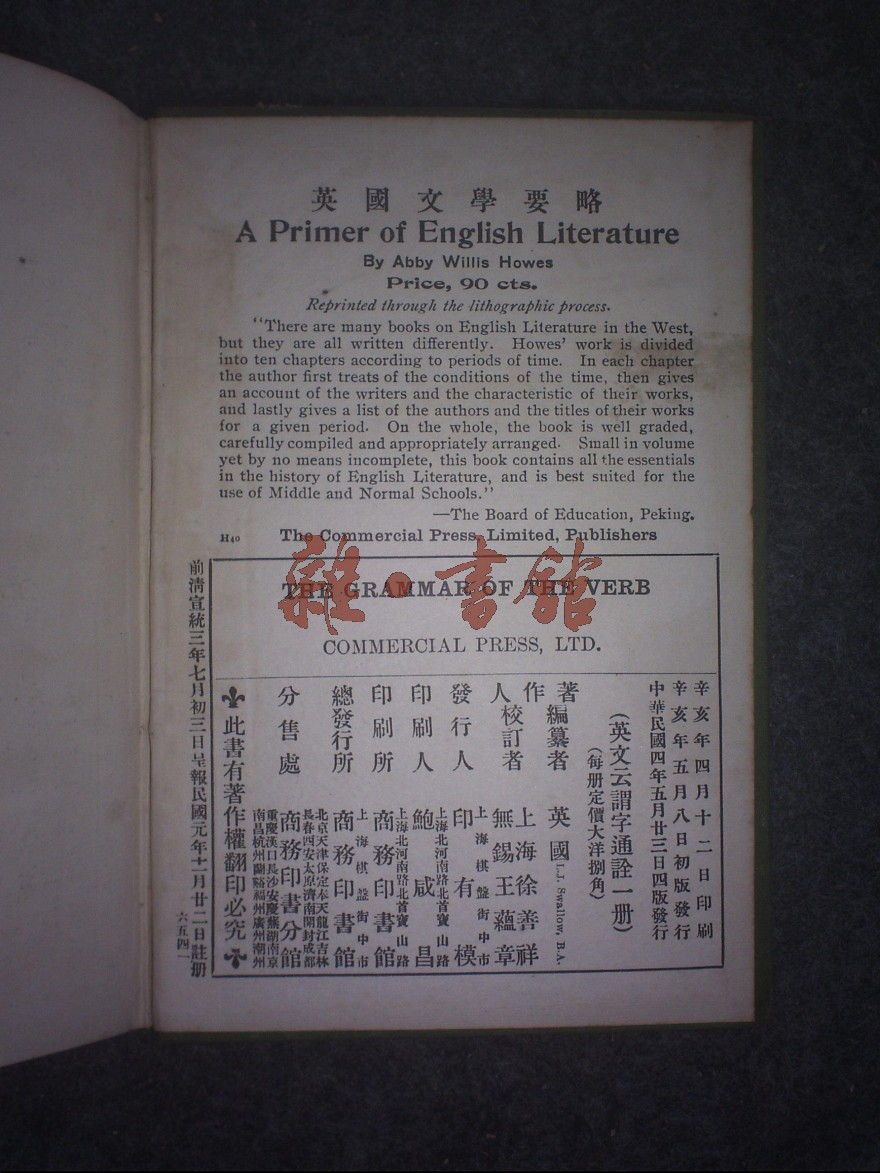 英國文學要略
A Primer of English Literature
By Abby Willis Howes
Price, 90 cts.
Reprinted through the lithographic process.
"There are many books on English Literature in the West,
but they are all written differently. Howes' work is divided
into ten chapters according to periods of time. In each chapter
the author first treats of the conditions of the time, then gives
an account of the writers and the characteristic of their works,
and lastly gives a list of the authors and the titles of their works
for a given period. On the whole, the book is well graded,
carefully compiled and appropriately arranged. Small in volume
yet by no means incomplete, this book contains all the essentials
in the history of English Literature, and is best suited for the
use of Middle and Normal Schools."
—The Board of Education, Peking.
H40 The Commercial Press, Limited, Publishers
THE GRAMMAR OF THE VERB
COMMERCIAL PRESS, LTD.
雜·書館
辛亥年四月十二日印刷
辛亥年五月八日初版發行
中華民國四年五月廿三日四版發行
(英文云謂字通詮一册)
(每册定價大洋捌角)
著作人
編纂者 英國 L.J. Swallow, B.A.
校訂者 上海徐善祥
無錫王蘊章
發行人 印有模
上海棋盤街中市
印刷人 鮑咸昌
上海北河南路北首寶山路
印刷所 商務印書館
上海北河南路北首寶山路
總發行所 商務印書館
上海棋盤街中市
分售處 商務印書分館
北京天津保定奉天龍江吉林
長春西安太原濟南開封成都
重慶漢口長沙安慶蕪湖南京
南昌杭州蘭谿福州廣州潮州
此書有著作權翻印必究
前清宣統三年七月初三日呈報民國元年十一月廿二日註册
六五四一